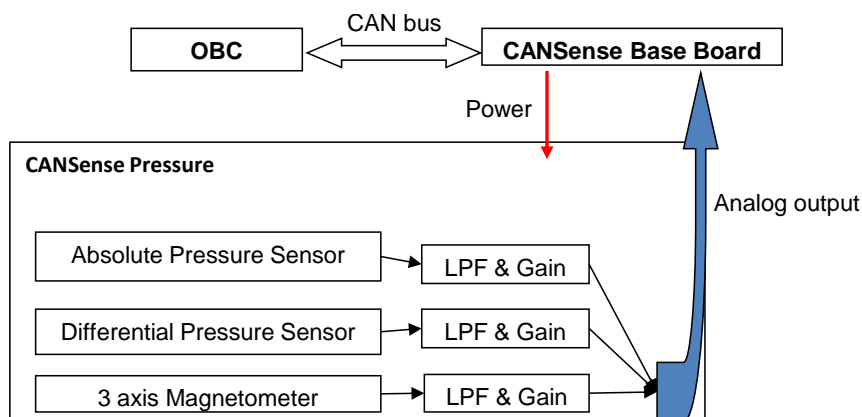 CAN bus
OBC
CANSense Base Board
Power
CANSense Pressure
Analog output
Absolute Pressure Sensor
LPF & Gain
Differential Pressure Sensor
LPF & Gain
3 axis Magnetometer
LPF & Gain